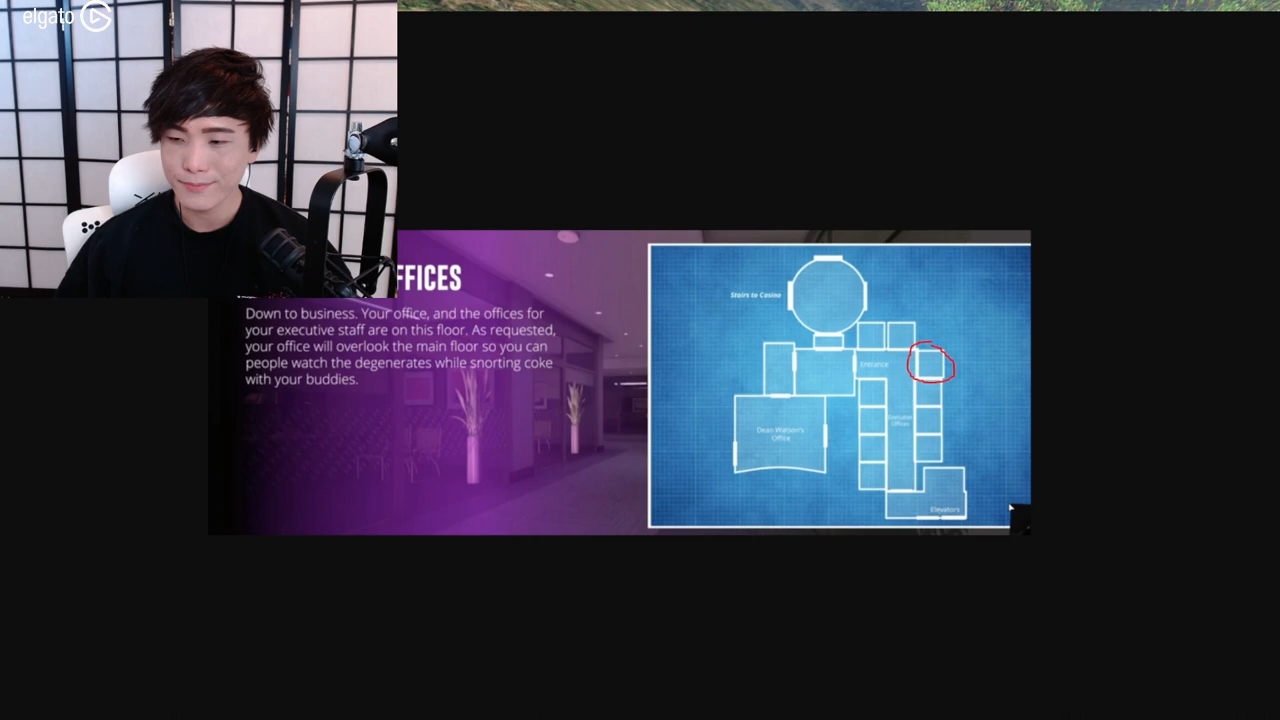 elgato
FFICES
Down to business. Your office, and the offices for
your executive staff are on this floor. As requested,
your office will overlook the main floor so you can
people watch the degenerates while snorting coke
with your buddies.
Stairs to Casino
Entrance
Executive
Offices
Dean Watson's
Office
Elevators